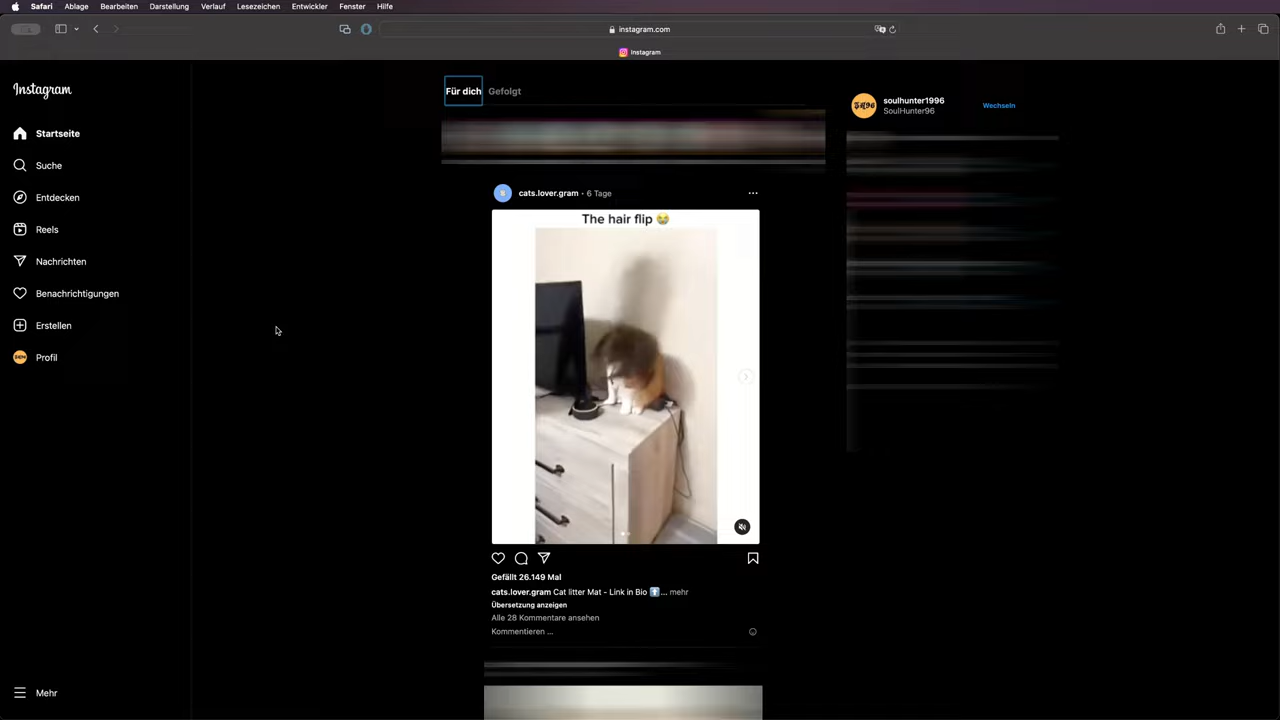 Safari Ablage Bearbeiten Darstellung Verlauf Lesezeichen Entwickler Fenster Hilfe
instagram.com
Instagram
Instagram
Startseite
Suche
Entdecken
Reels
Nachrichten
Benachrichtigungen
Erstellen
Profil
Mehr
Für dich Gefolgt
cats.lover.gram • 6 Tage
The hair flip 😭
Gefällt 26.149 Mal
cats.lover.gram Cat litter Mat - Link in Bio ⬆️... mehr
Übersetzung anzeigen
Alle 28 Kommentare ansehen
Kommentieren ...
soulhunter1996
SoulHunter96
Wechseln